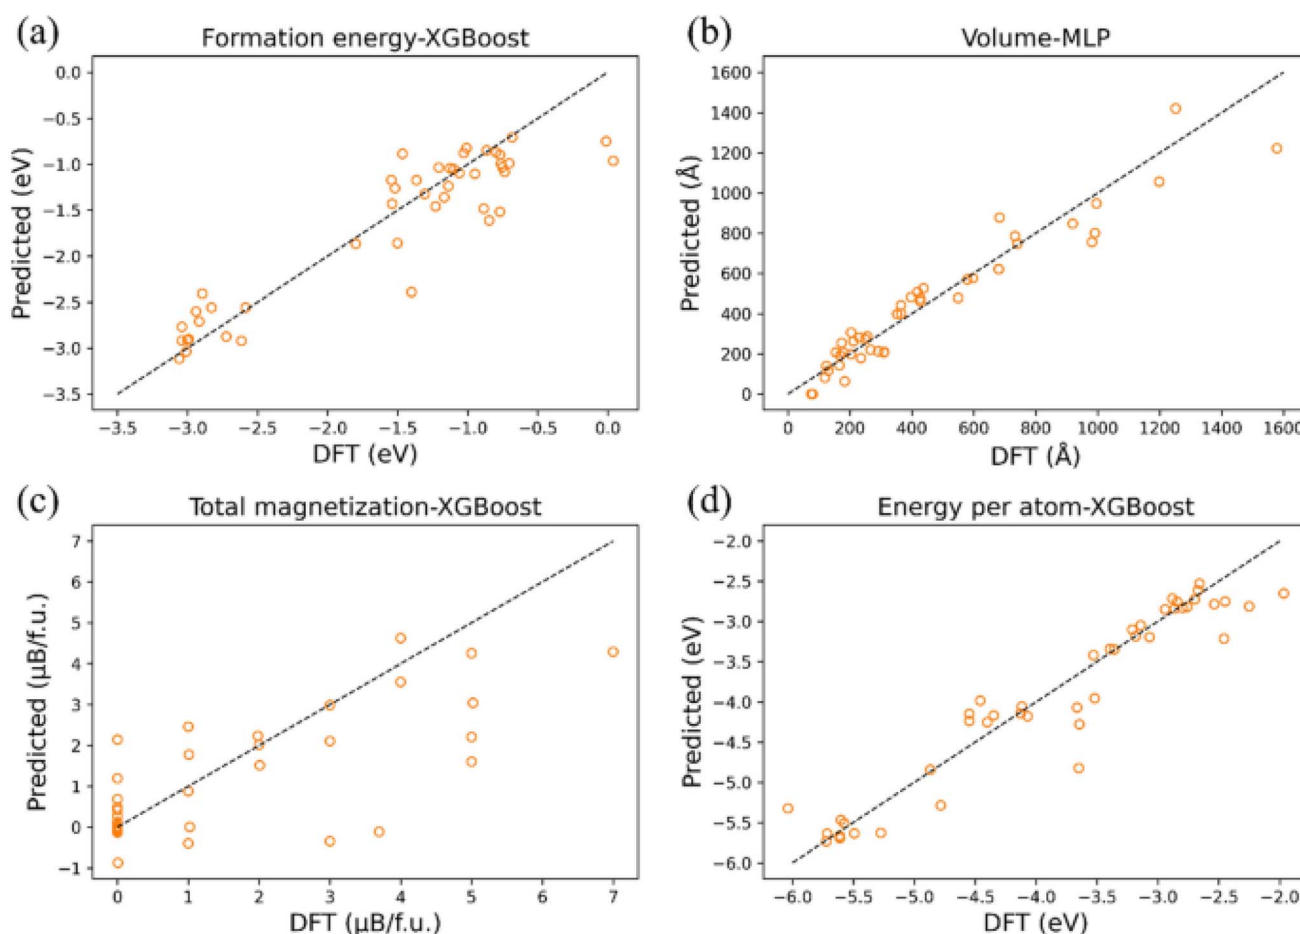 (a)
Formation energy-XGBoost
Predicted (eV)
0.0
−0.5
−1.0
−1.5
−2.0
−2.5
−3.0
−3.5
−3.5 −3.0 −2.5 −2.0 −1.5 −1.0 −0.5 0.0
DFT (eV)
(b)
Volume-MLP
Predicted (Å)
1600
1400
1200
1000
800
600
400
200
0
0 200 400 600 800 1000 1200 1400 1600
DFT (Å)
(c)
Total magnetization-XGBoost
Predicted (μB/f.u.)
7
6
5
4
3
2
1
0
−1
0 1 2 3 4 5 6 7
DFT (μB/f.u.)
(d)
Energy per atom-XGBoost
Predicted (eV)
−2.0
−2.5
−3.0
−3.5
−4.0
−4.5
−5.0
−5.5
−6.0
−6.0 −5.5 −5.0 −4.5 −4.0 −3.5 −3.0 −2.5 −2.0
DFT (eV)